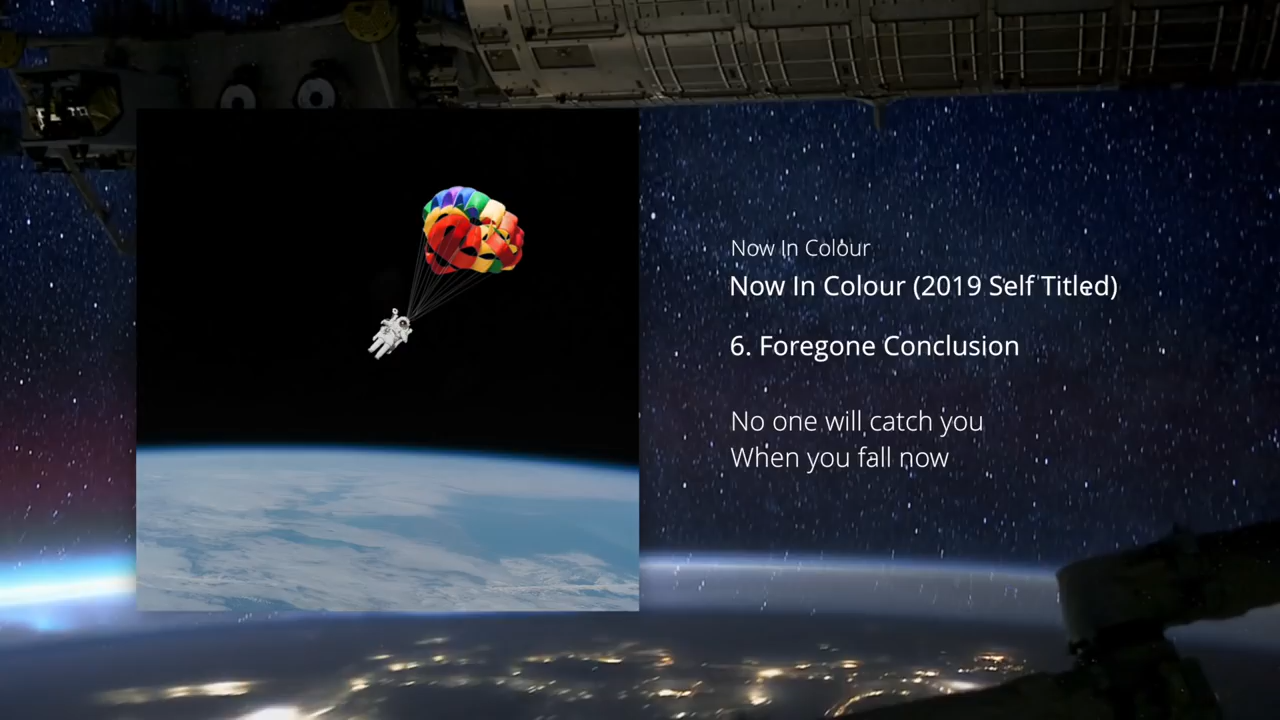 Now In Colour
Now In Colour (2019 Self Titled)
6. Foregone Conclusion
No one will catch you
When you fall now